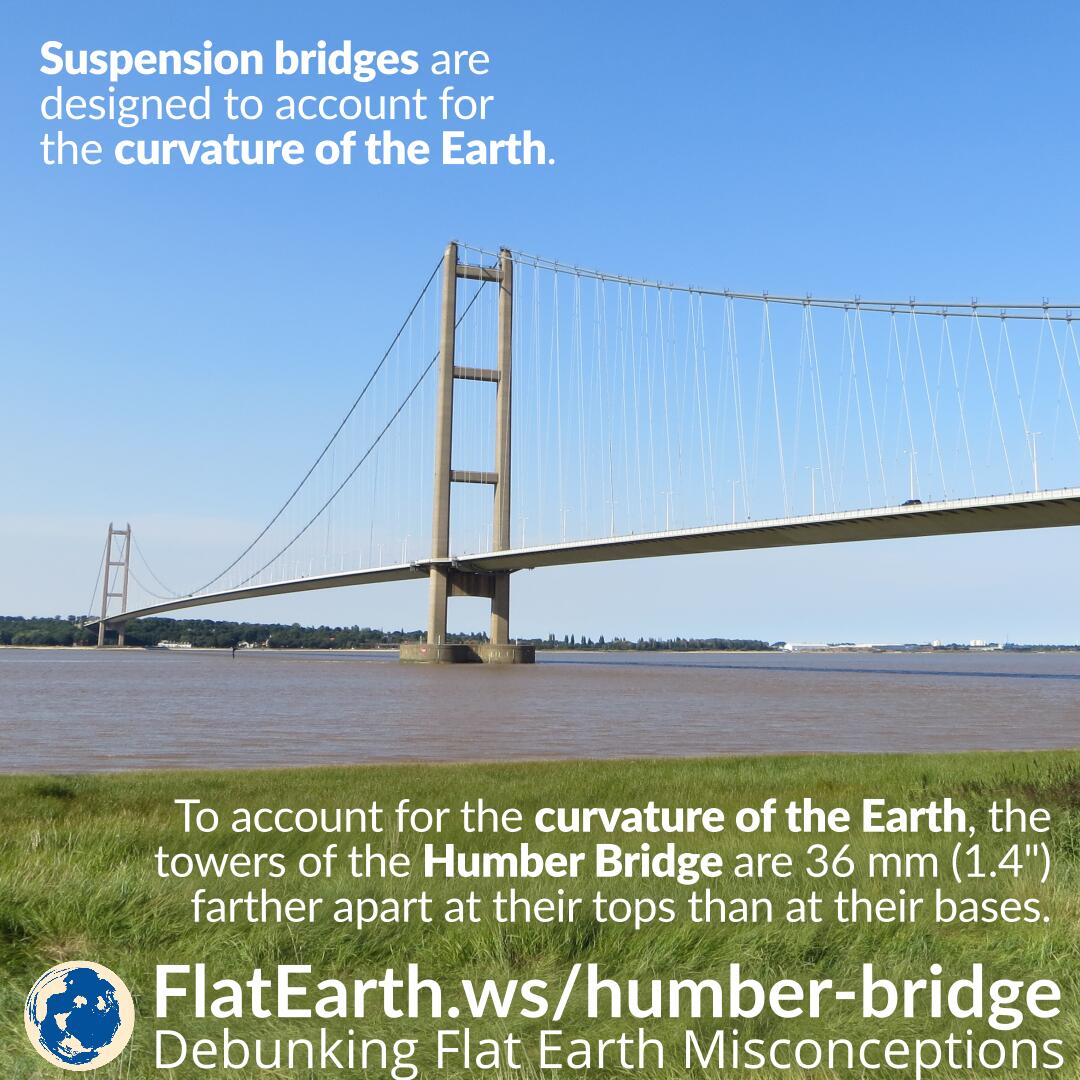 Suspension bridges are
designed to account for
the curvature of the Earth.
To account for the curvature of the Earth, the
towers of the Humber Bridge are 36 mm (1.4")
farther apart at their tops than at their bases.
FlatEarth.ws/humber-bridge
Debunking Flat Earth Misconceptions